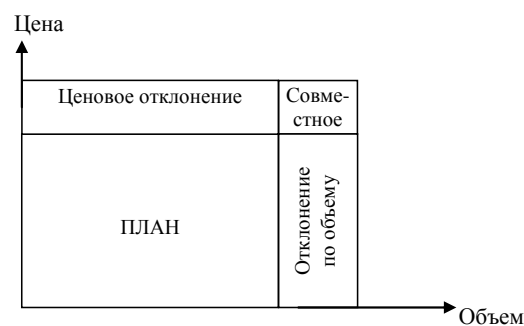 Цена
Ценовое отклонение
Совме-
стное
ПЛАН
Отклонение
по объему
Объем